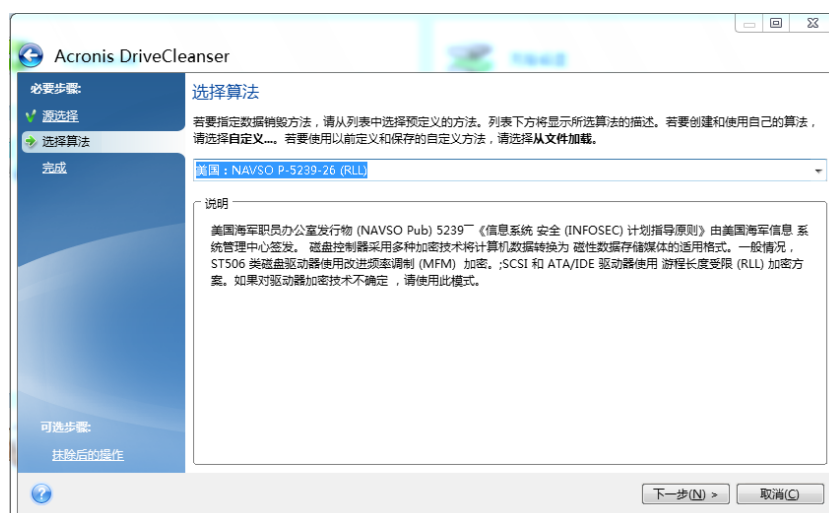 Acronis DriveCleanser
必要步骤:
源选择
选择算法
完成
可选步骤:
抹除后的操作
选择算法
若要指定数据销毁方法，请从列表中选择预定义的方法。列表下方将显示所选算法的描述。若要创建和使用自己的算法，
请选择自定义...。若要使用以前定义和保存的自定义方法，请选择从文件加载。
美国：NAVSO P-5239-26 (RLL)
说明
美国海军职员办公室发行物 (NAVSO Pub) 5239¯《信息系统 安全 (INFOSEC) 计划指导原则》由美国海军信息 系
统管理中心签发。 磁盘控制器采用多种加密技术将计算机数据转换为 磁性数据存储媒体的适用格式。一般情况，
ST506 类磁盘驱动器使用改进频率调制 (MFM) 加密。;SCSI 和 ATA/IDE 驱动器使用 游程长度受限 (RLL) 加密方
案。如果对驱动器加密技术不确定 ，请使用此模式。
下一步(N) >
取消(C)